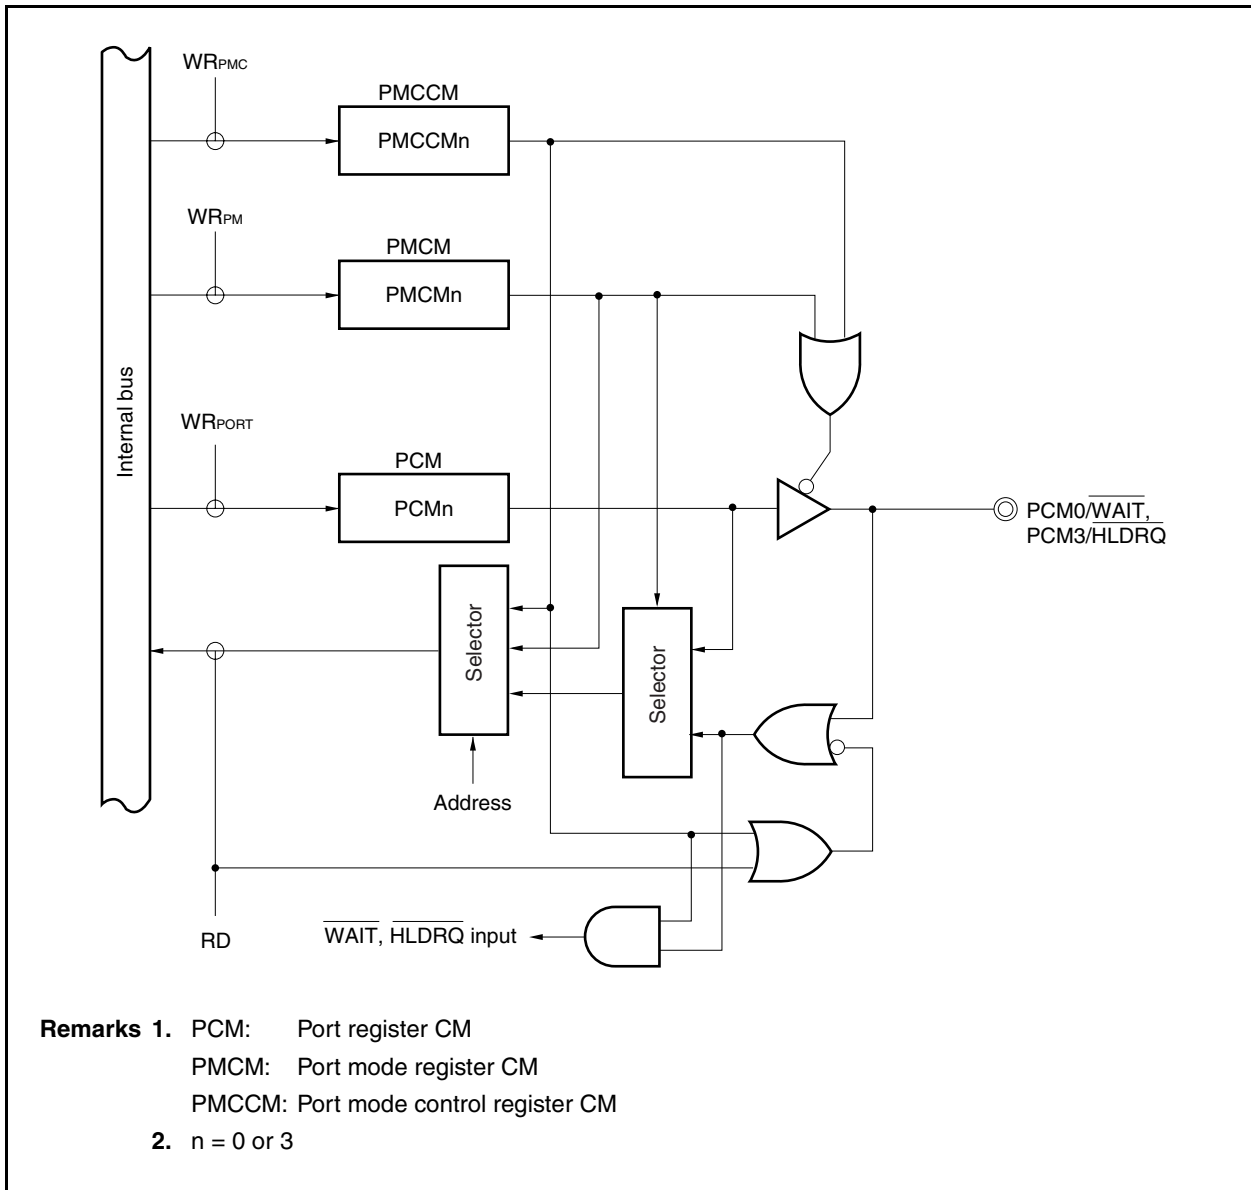 WRPMC
PMCCM
PMCCMn
WRPM
PMCM
PMCMn
Internal bus
WRPORT
PCM
PCMn
PCM0/WAIT,
PCM3/HLDRQ
Selector
Selector
Address
RD
WAIT, HLDRQ input
Remarks 1. PCM: Port register CM
PMCM: Port mode register CM
PMCCM: Port mode control register CM
2. n = 0 or 3